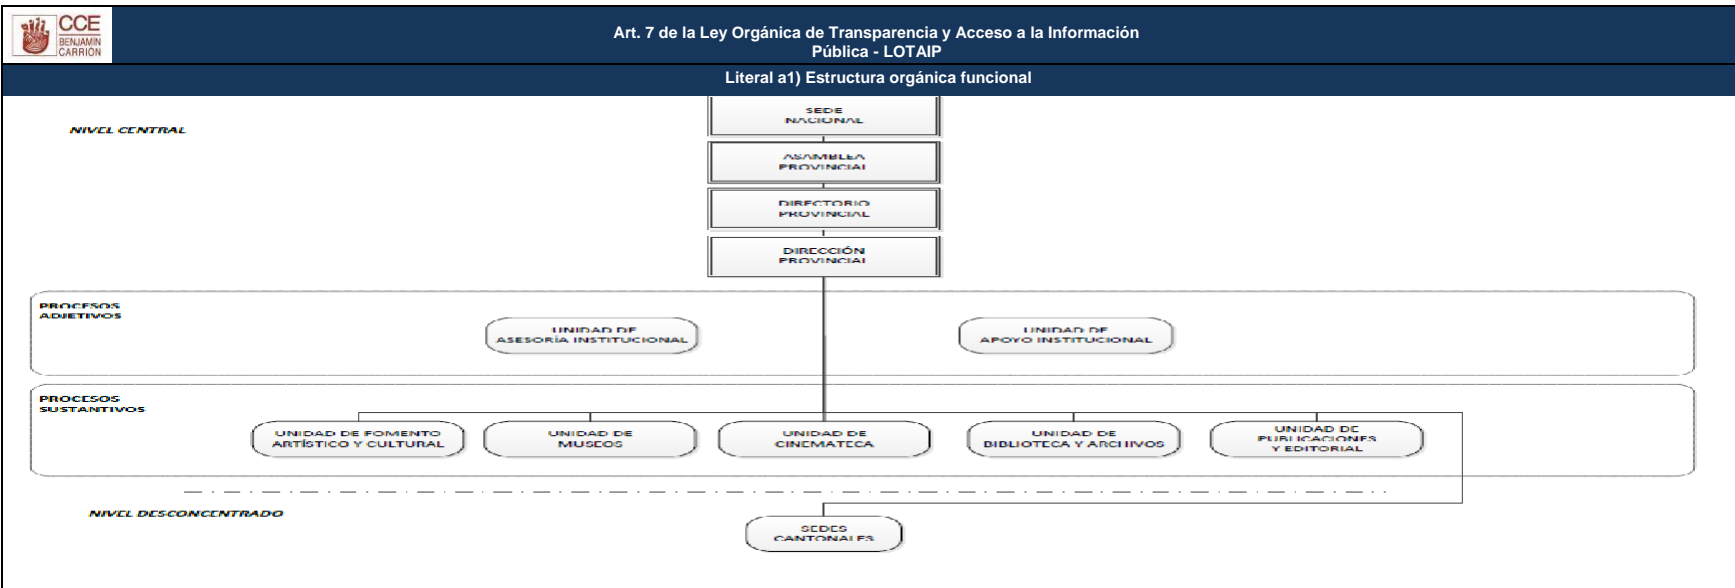 CCE
BENJAMÍN
CARRIÓN
Art. 7 de la Ley Orgánica de Transparencia y Acceso a la Información
Pública - LOTAIP
Literal a1) Estructura orgánica funcional
NIVEL CENTRAL
SEDE
NACIONAL
ASAMBLEA
PROVINCIAL
DIRECTORIO
PROVINCIAL
DIRECCIÓN
PROVINCIAL
PROCESOS
ADJETIVOS
UNIDAD DE
ASESORÍA INSTITUCIONAL
UNIDAD DE
APOYO INSTITUCIONAL
PROCESOS
SUSTANTIVOS
UNIDAD DE FOMENTO
ARTÍSTICO Y CULTURAL
UNIDAD DE
MUSEOS
UNIDAD DE
CINEMATECA
UNIDAD DE
BIBLIOTECA Y ARCHIVOS
UNIDAD DE
PUBLICACIONES
Y EDITORIAL
NIVEL DESCONCENTRADO
SEDES
CANTONALES